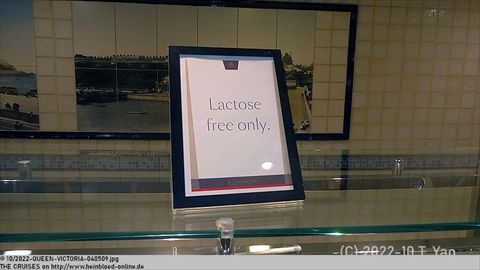 Lactose
free only.
(C) 2022-10 T. Yao
© 10/2022-QUEEN-VICTORIA-040509.jpg
THE CRUISES on http://www.heinbloed-online.de